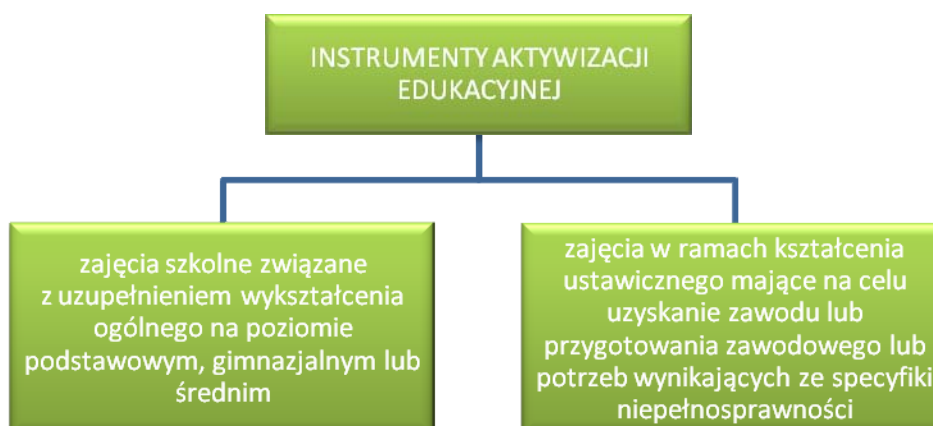 INSTRUMENTY AKTYWIZACJI
EDUKACYJNEJ
zajęcia szkolne związane
z uzupełnieniem wykształcenia
ogólnego na poziomie
podstawowym, gimnazjalnym lub
średnim
zajęcia w ramach kształcenia
ustawicznego mające na celu
uzyskanie zawodu lub
przygotowania zawodowego lub
potrzeb wynikających ze specyfiki
niepełnosprawności